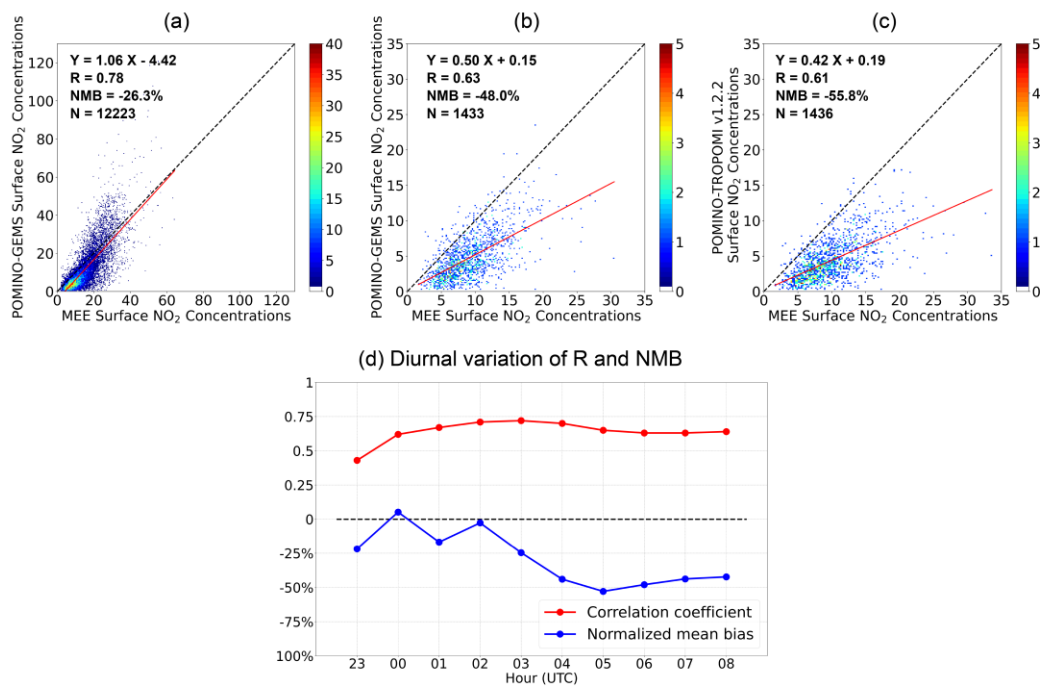 (a)
POMINO-GEMS Surface NO₂ Concentrations
120
100
80
60
40
20
0
Y = 1.06 X - 4.42
R = 0.78
NMB = -26.3%
N = 12223
0 20 40 60 80 100 120
MEE Surface NO₂ Concentrations
40
35
30
25
20
15
10
5
0
(b)
POMINO-GEMS Surface NO₂ Concentrations
35
30
25
20
15
10
5
0
Y = 0.50 X + 0.15
R = 0.63
NMB = -48.0%
N = 1433
0 5 10 15 20 25 30 35
MEE Surface NO₂ Concentrations
5
4
3
2
1
0
(c)
POMINO-TROPOMI v1.2.2
Surface NO₂ Concentrations
35
30
25
20
15
10
5
0
Y = 0.42 X + 0.19
R = 0.61
NMB = -55.8%
N = 1436
0 5 10 15 20 25 30 35
MEE Surface NO₂ Concentrations
5
4
3
2
1
0
(d) Diurnal variation of R and NMB
1
0.75
0.5
0.25
0
-25%
-50%
-75%
100%
Correlation coefficient
Normalized mean bias
23 00 01 02 03 04 05 06 07 08
Hour (UTC)